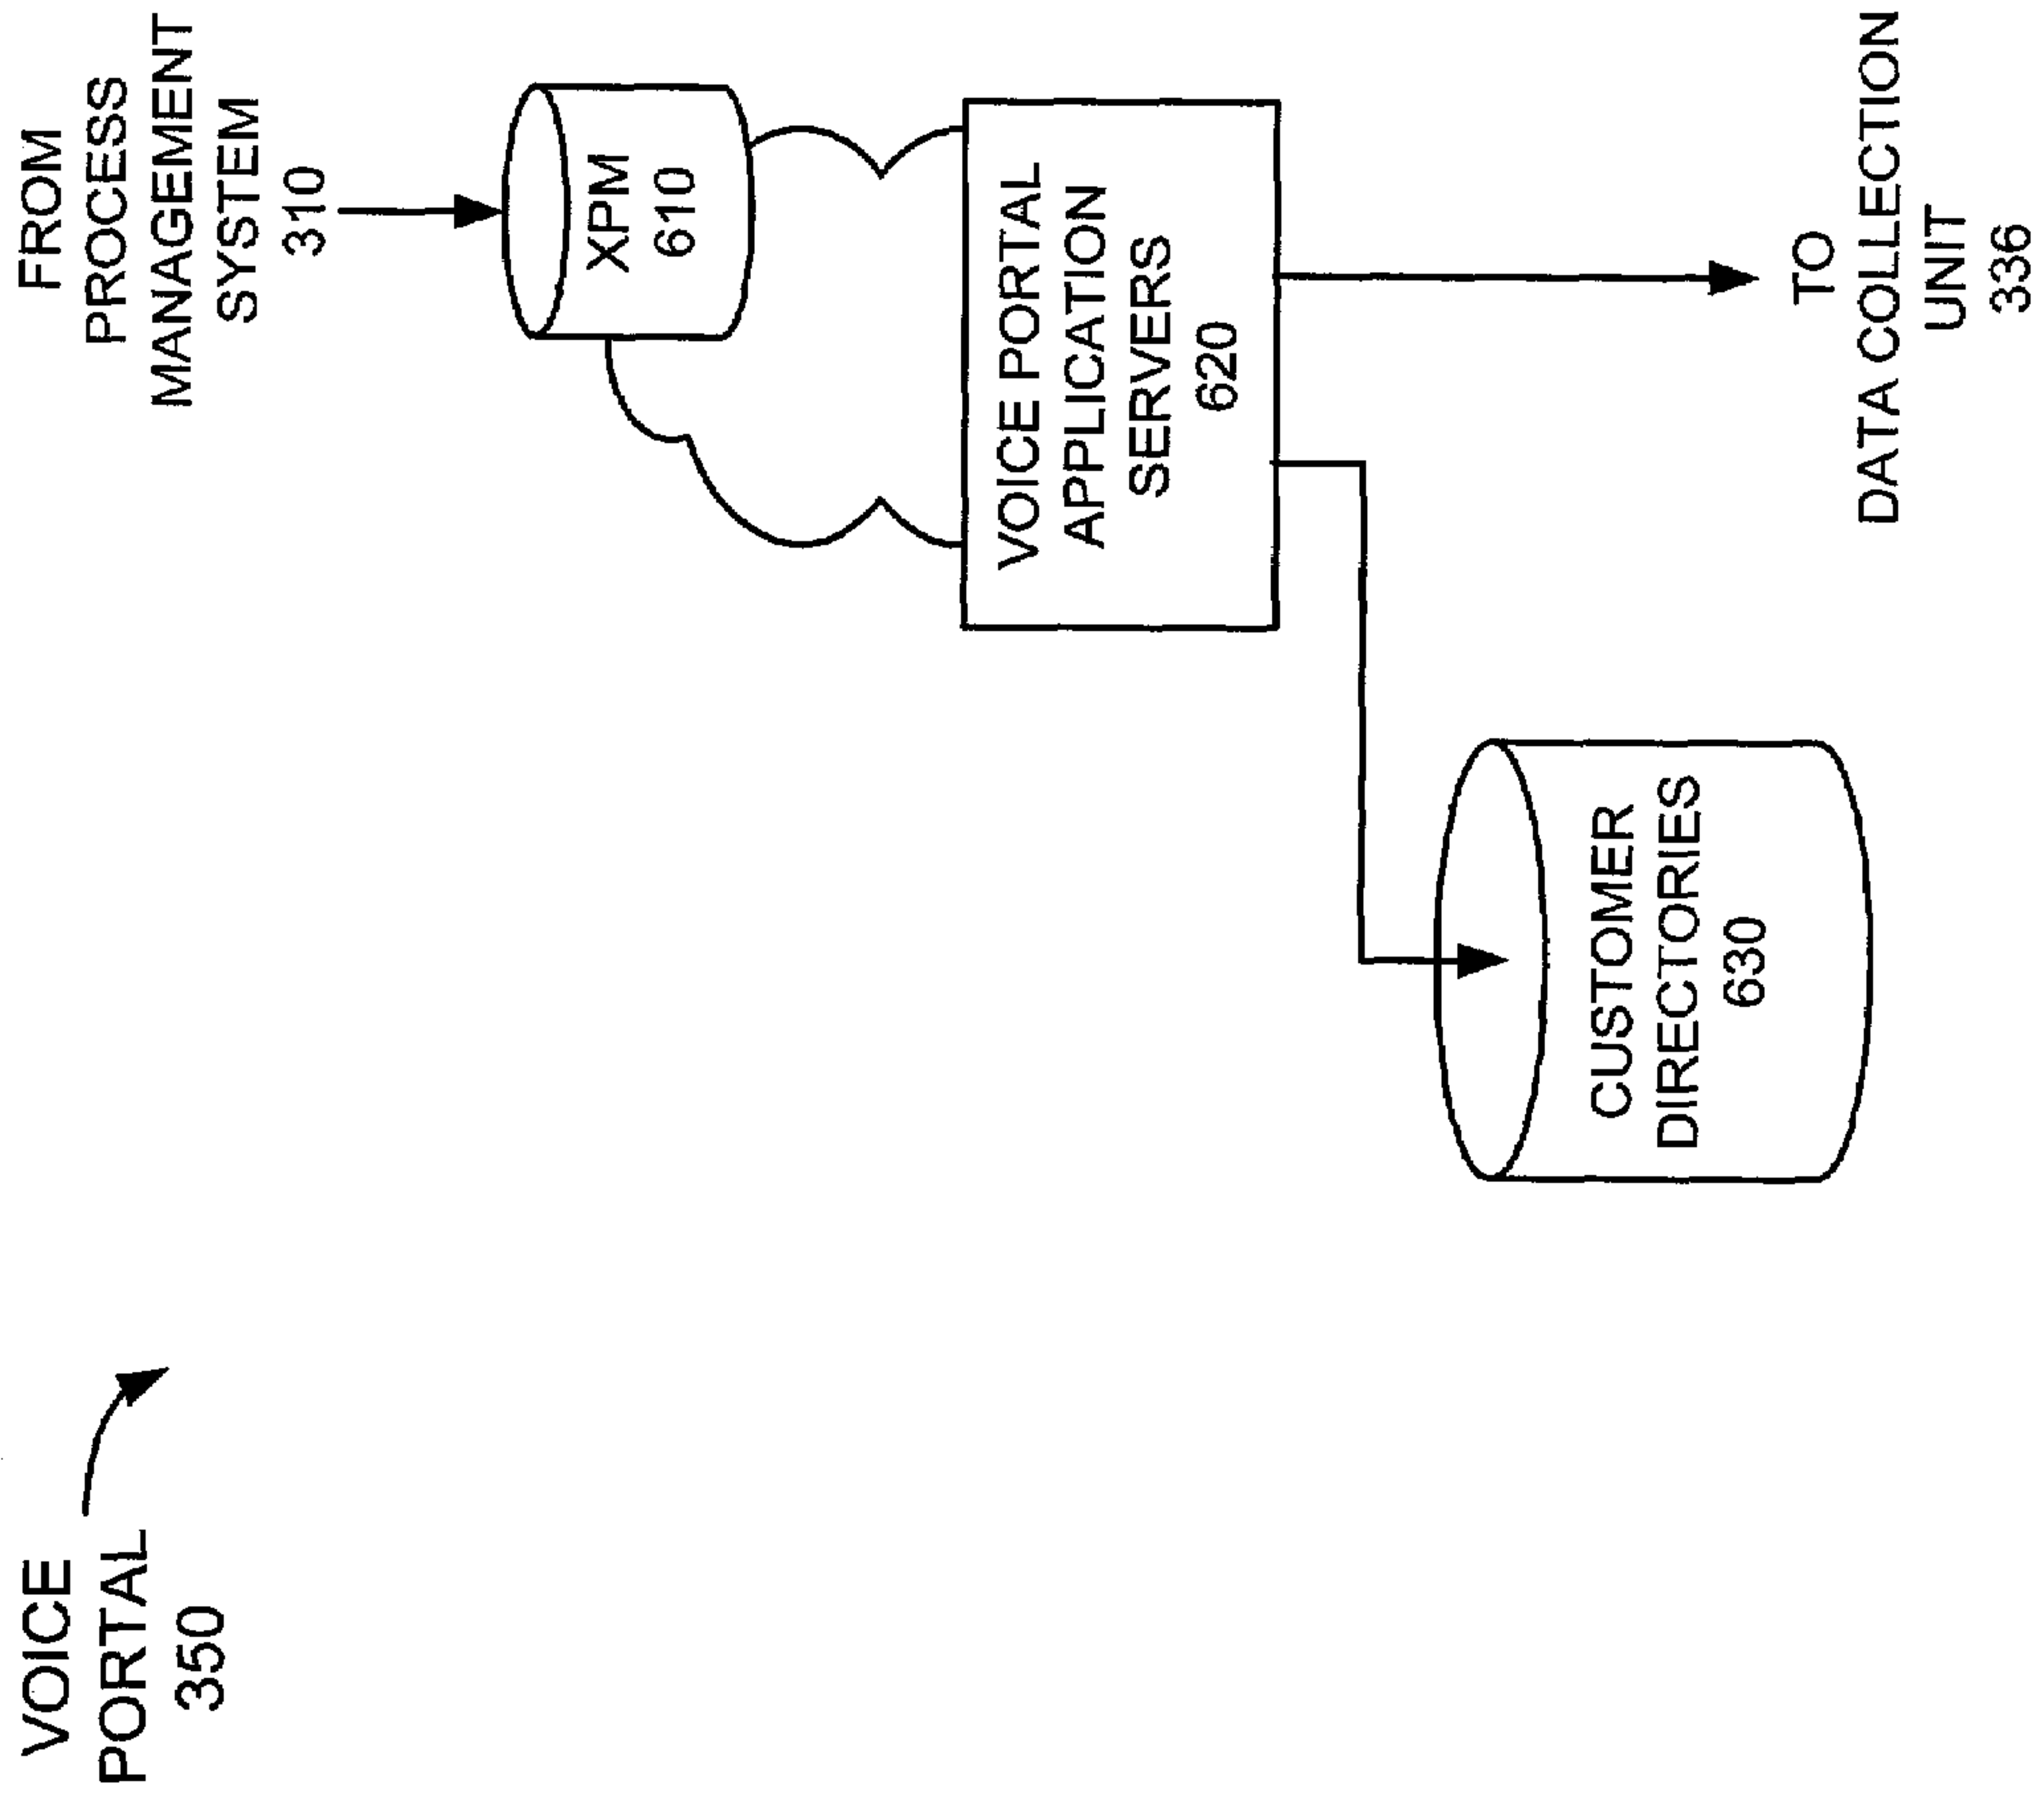 VOICE
PORTAL
350
FROM
PROCESS
MANAGEMENT
SYSTEM
310
XPM
610
VOICE PORTAL
APPLICATION
SERVERS
620
CUSTOMER
DIRECTORIES
630
TO
DATA COLLECTION
UNIT
336